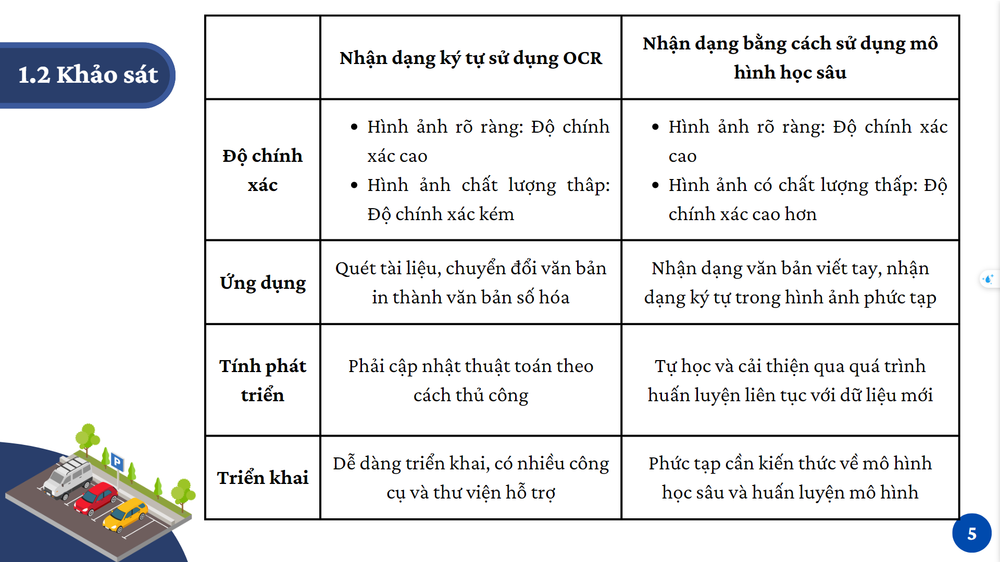 1.2 Khảo sát
Nhận dạng ký tự sử dụng OCR
Nhận dạng bằng cách sử dụng mô
hình học sâu
Độ chính
xác
Hình ảnh rõ ràng: Độ chính
xác cao
Hình ảnh chất lượng thâp:
Độ chính xác kém
Hình ảnh rõ ràng: Độ chính xác
cao
Hình ảnh có chất lượng thấp: Độ
chính xác cao hơn
Ứng dụng
Quét tài liệu, chuyển đổi văn bản
in thành văn bản số hóa
Nhận dạng văn bản viết tay, nhận
dạng ký tự trong hình ảnh phức tạp
Tính phát
triển
Phải cập nhật thuật toán theo
cách thủ công
Tự học và cải thiện qua quá trình
huấn luyện liên tục với dữ liệu mới
Triển khai
Dễ dàng triển khai, có nhiều công
cụ và thư viện hỗ trợ
Phức tạp cần kiến thức về mô hình
học sâu và huấn luyện mô hình
P
5